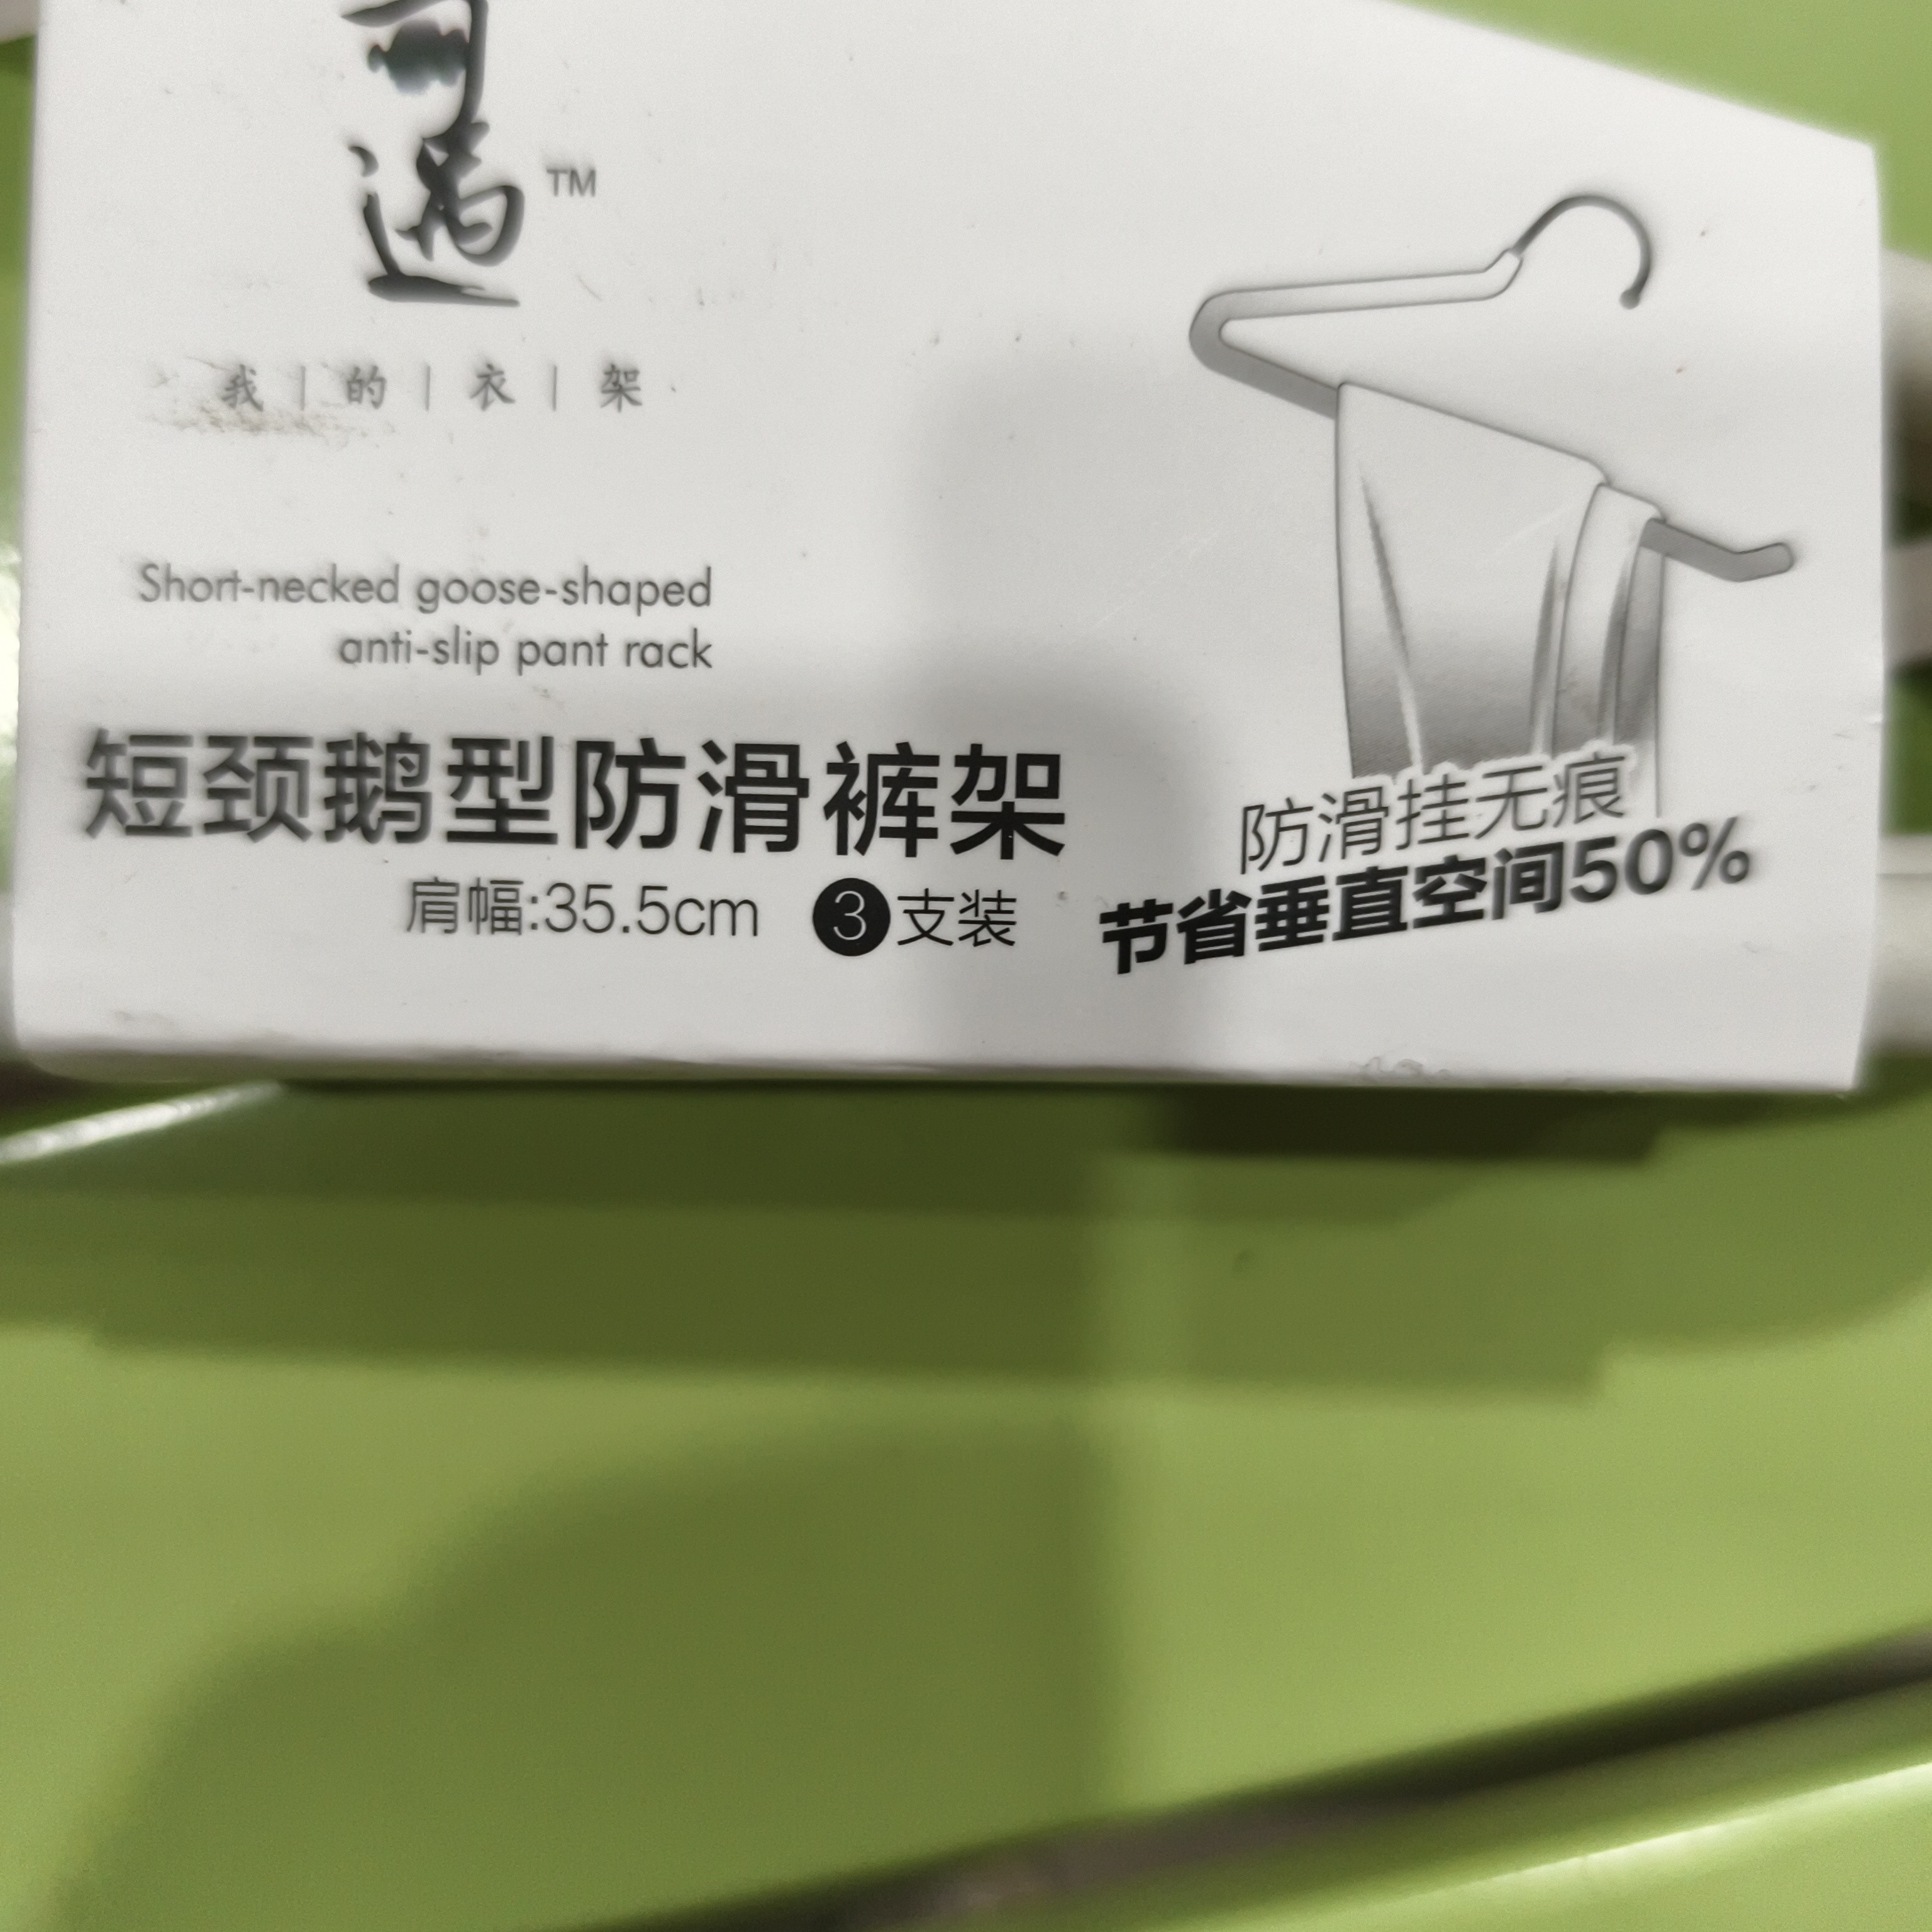 可
遇™
我|的|衣|架
Short-necked goose-shaped
anti-slip pant rack
短颈鹅型防滑裤架
肩幅:35.5cm 3支装
防滑挂无痕
节省垂直空间50%